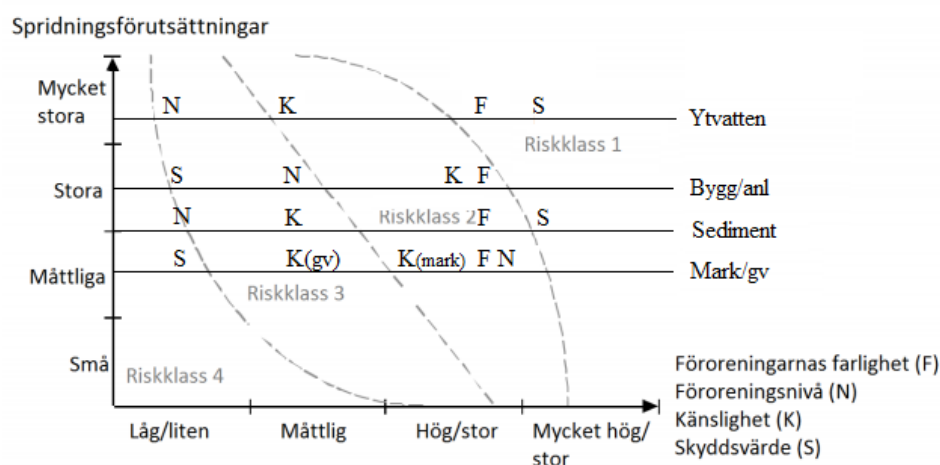 Spridningsförutsättningar
Mycket stora
N K F S Ytvatten
Riskklass 1
Stora
S N K F Bygg/anl
N K Riskklass 2 F S Sediment
Måttliga
S K(gv) K(mark) F N Mark/gv
Riskklass 3
Små
Riskklass 4
Föroreningarnas farlighet (F)
Föroreningsnivå (N)
Känslighet (K)
Skyddsvärde (S)
Låg/liten Måttlig Hög/stor Mycket hög/
stor